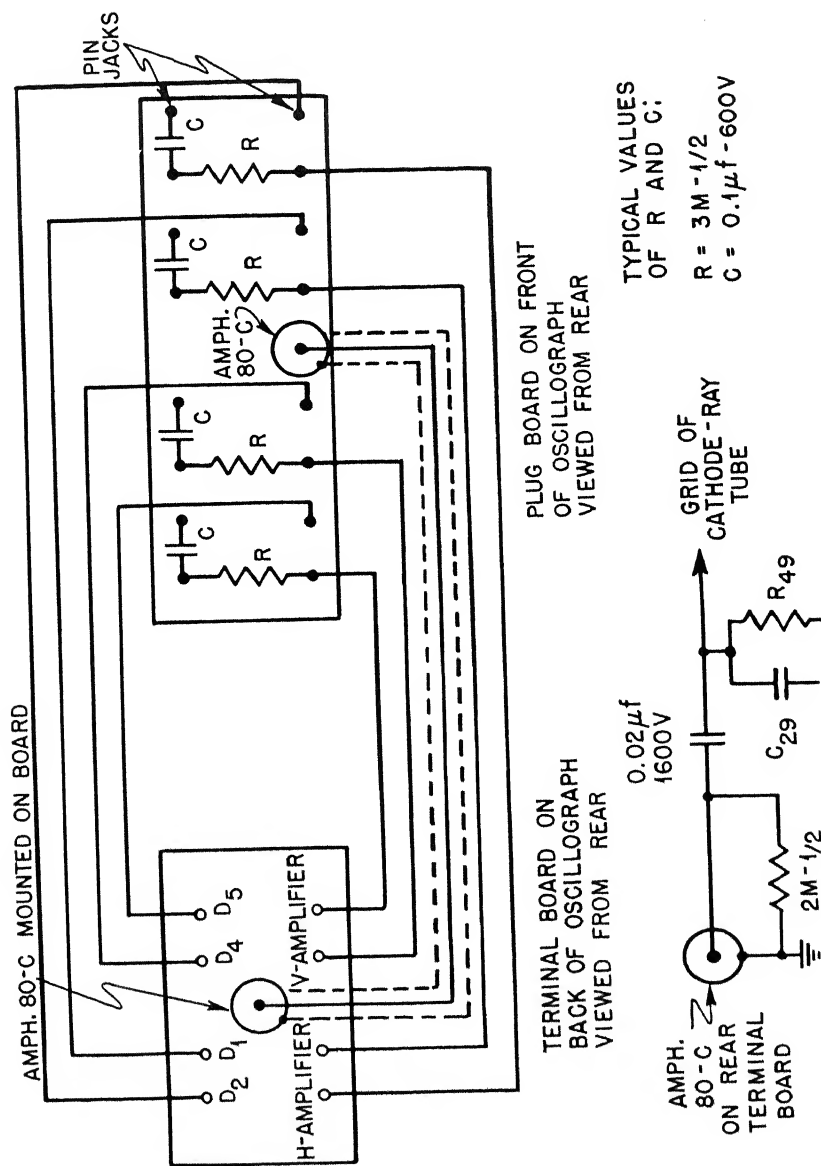 AMPH. 80-C MOUNTED ON BOARD
PIN
JACKS
D2
D1
D4
D5
H-AMPLIFIER
V-AMPLIFIER
C
R
C
R
AMPH.
80-C
C
R
C
R
TERMINAL BOARD ON
BACK OF OSCILLOGRAPH
VIEWED FROM REAR
PLUG BOARD ON FRONT
OF OSCILLOGRAPH
VIEWED FROM REAR
TYPICAL VALUES
OF R AND C:
R = 3M-1/2
C = 0.1µf-600V
AMPH.
80-C
ON REAR
TERMINAL
BOARD
2M-1/2
0.02µf
1600V
C29
R49
GRID OF
CATHODE-RAY
TUBE